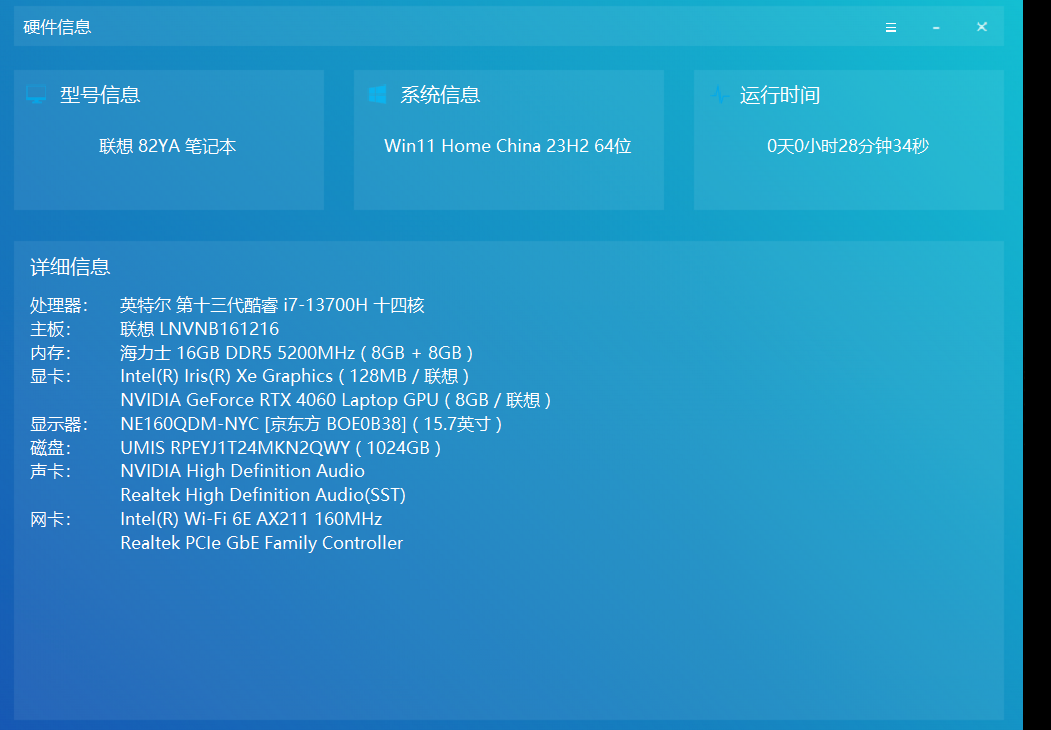 硬件信息
型号信息
联想 82YA 笔记本
系统信息
Win11 Home China 23H2 64位
运行时间
0天0小时28分钟34秒
详细信息
处理器： 英特尔 第十三代酷睿 i7-13700H 十四核
主板： 联想 LNVNB161216
内存： 海力士 16GB DDR5 5200MHz ( 8GB + 8GB )
显卡： Intel(R) Iris(R) Xe Graphics ( 128MB / 联想 )
NVIDIA GeForce RTX 4060 Laptop GPU ( 8GB / 联想 )
显示器： NE160QDM-NYC [京东方 BOE0B38] ( 15.7英寸 )
磁盘： UMIS RPEYJ1T24MKN2QWY ( 1024GB )
声卡： NVIDIA High Definition Audio
Realtek High Definition Audio(SST)
网卡： Intel(R) Wi-Fi 6E AX211 160MHz
Realtek PCIe GbE Family Controller